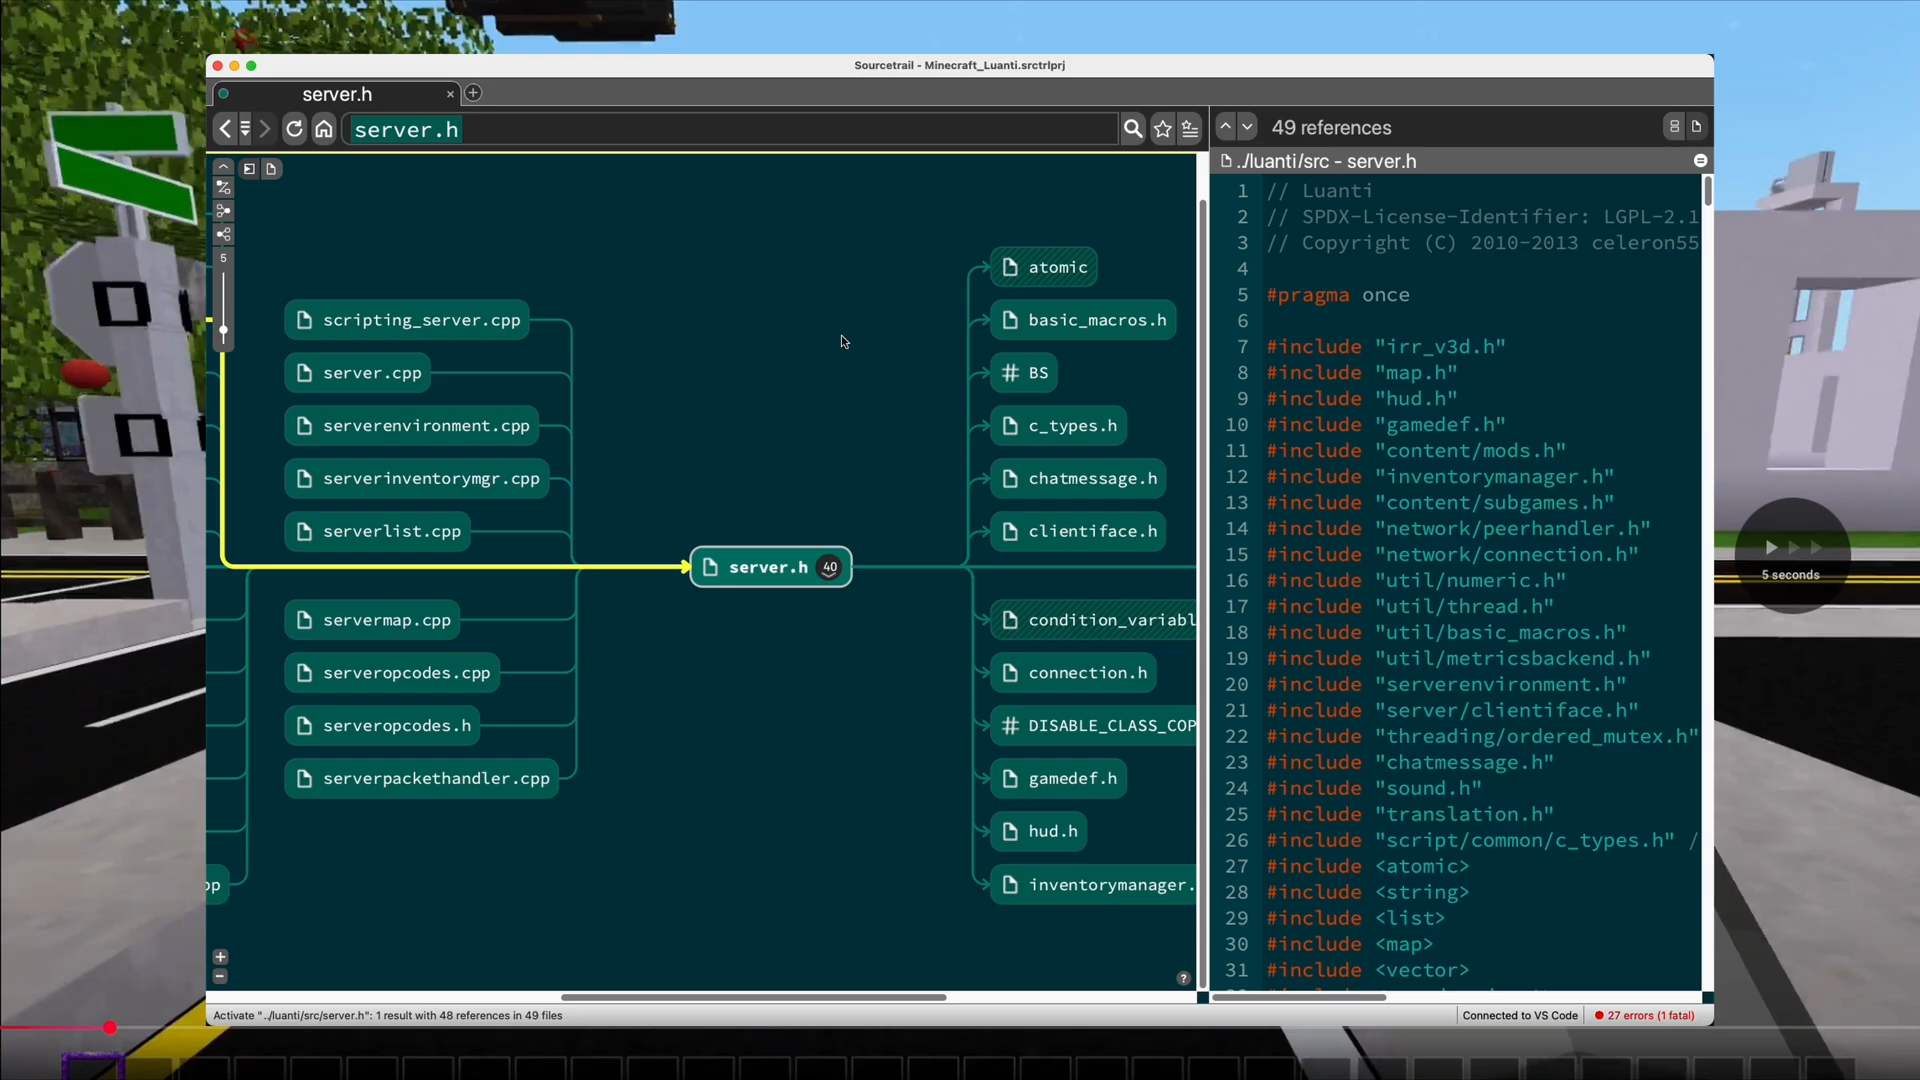 Sourcetrail - Minecraft_Luanti.srctrlprj
server.h
server.h
5
scripting_server.cpp
server.cpp
serverenvironment.cpp
serverinventorymgr.cpp
serverlist.cpp
servermap.cpp
serveropcodes.cpp
serveropcodes.h
serverpackethandler.cpp
pp
server.h 40
atomic
basic_macros.h
# BS
c_types.h
chatmessage.h
clientiface.h
condition_variabl
connection.h
# DISABLE_CLASS_COP
gamedef.h
hud.h
inventorymanager.
?
49 references
../luanti/src - server.h
1 // Luanti
2 // SPDX-License-Identifier: LGPL-2.1
3 // Copyright (C) 2010-2013 celeron55
4
5 #pragma once
6
7 #include "irr_v3d.h"
8 #include "map.h"
9 #include "hud.h"
10 #include "gamedef.h"
11 #include "content/mods.h"
12 #include "inventorymanager.h"
13 #include "content/subgames.h"
14 #include "network/peerhandler.h"
15 #include "network/connection.h"
16 #include "util/numeric.h"
17 #include "util/thread.h"
18 #include "util/basic_macros.h"
19 #include "util/metricsbackend.h"
20 #include "serverenvironment.h"
21 #include "server/clientiface.h"
22 #include "threading/ordered_mutex.h"
23 #include "chatmessage.h"
24 #include "sound.h"
25 #include "translation.h"
26 #include "script/common/c_types.h" /
27 #include <atomic>
28 #include <string>
29 #include <list>
30 #include <map>
31 #include <vector>
5 seconds
Activate "../luanti/src/server.h": 1 result with 48 references in 49 files
Connected to VS Code
27 errors (1 fatal)